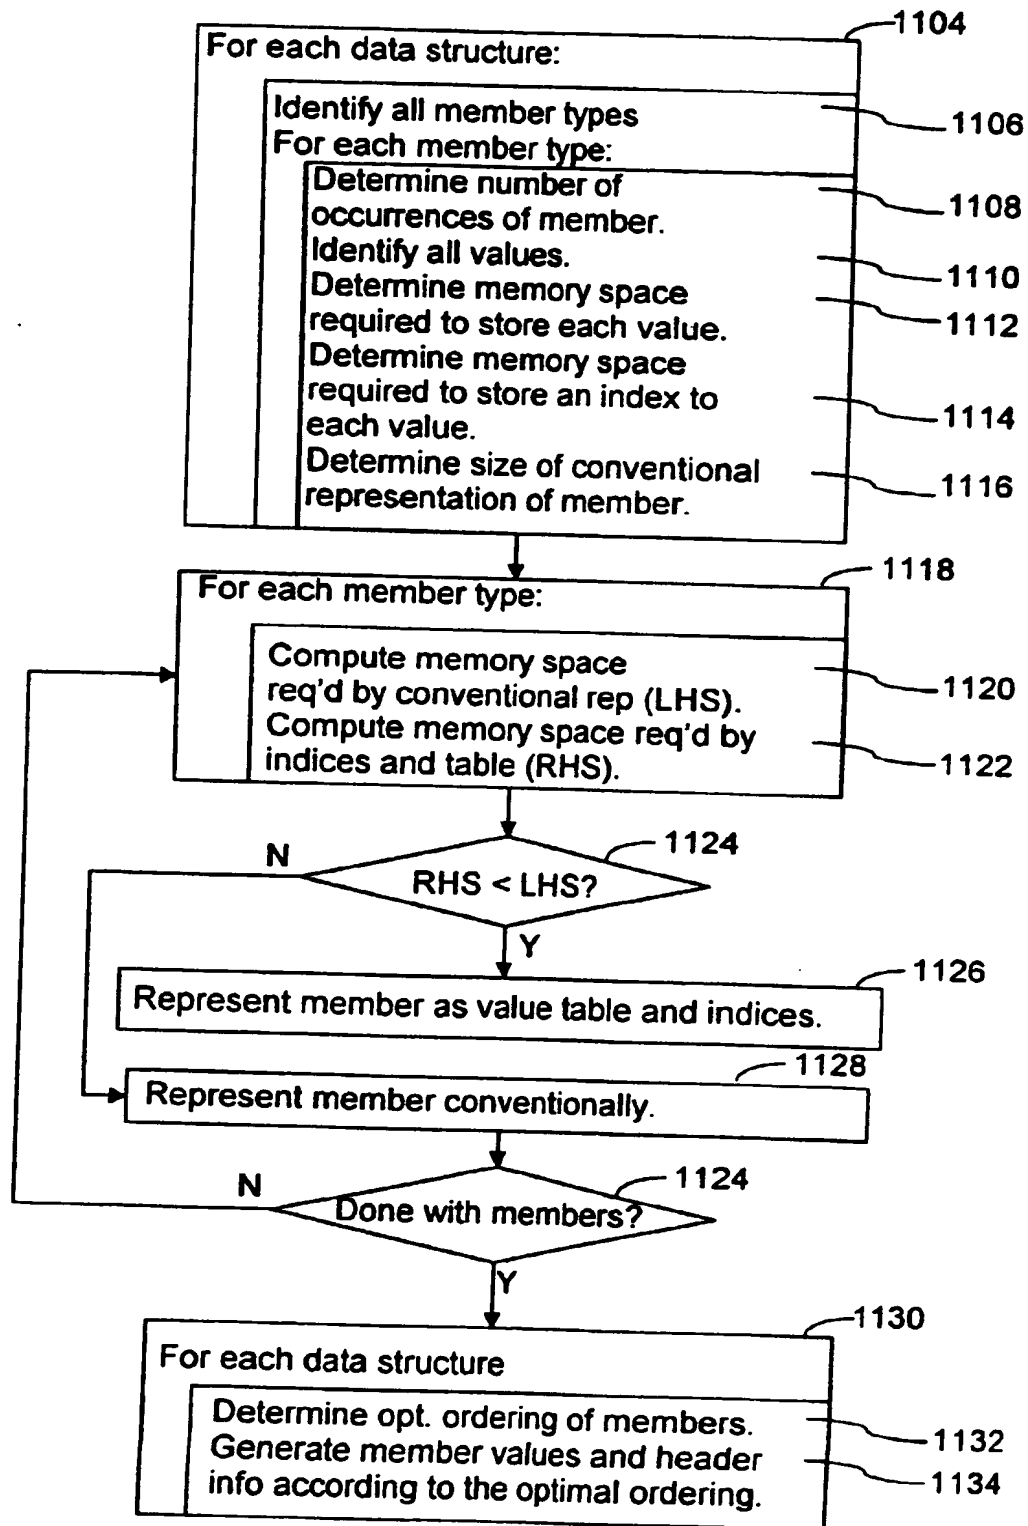 1104
For each data structure:
Identify all member types
1106
For each member type:
Determine number of
1108
occurrences of member.
Identify all values.
1110
Determine memory space
1112
required to store each value.
Determine memory space
required to store an index to
1114
each value.
Determine size of conventional
1116
representation of member.
1118
For each member type:
Compute memory space
1120
req'd by conventional rep (LHS).
Compute memory space req'd by
1122
indices and table (RHS).
1124
N
RHS < LHS?
Y
1126
Represent member as value table and indices.
1128
Represent member conventionally.
1124
N
Done with members?
Y
1130
For each data structure
Determine opt. ordering of members.
1132
Generate member values and header
1134
info according to the optimal ordering.